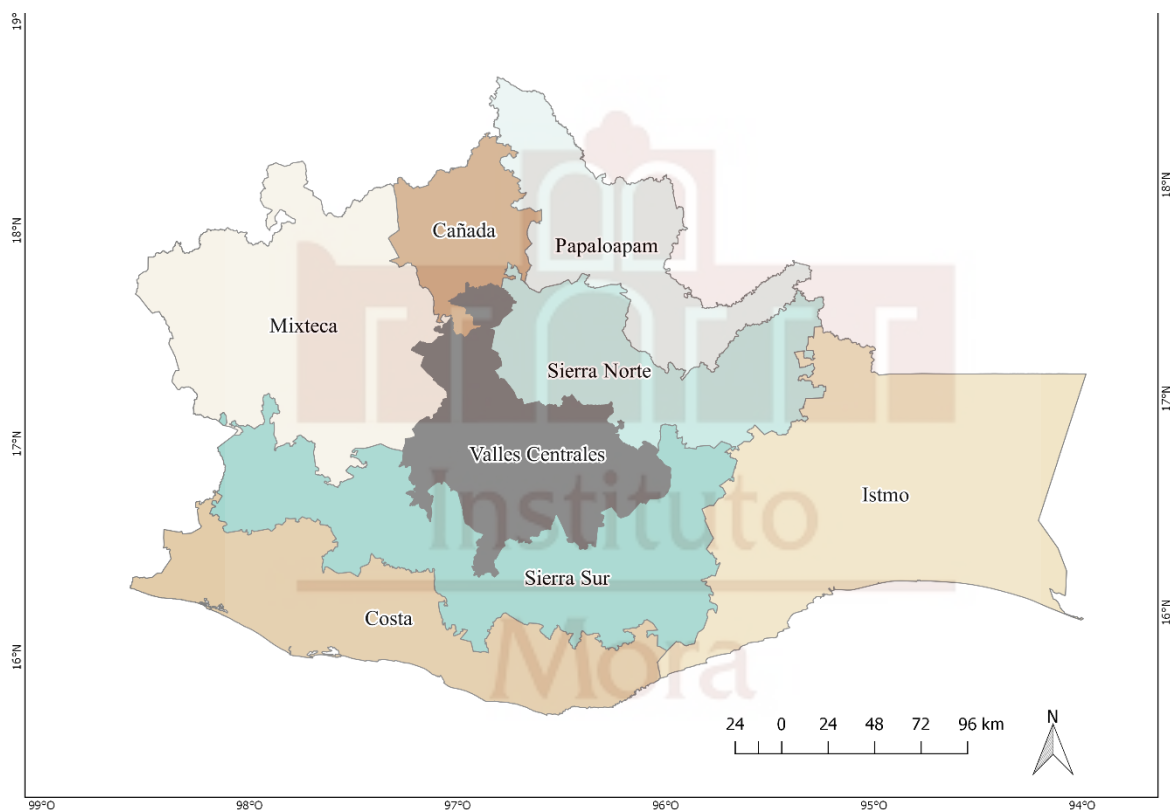 19°
18°N
18°N
Cañada
Papaloapam
Mixteca
Sierra Norte
17°N
17°N
Valles Centrales
Istmo
Instituto
Sierra Sur
Costa
16°N
16°N
Mora
24 0 24 48 72 96 km
N
99°O 98°O 97°O 96°O 95°O 94°O